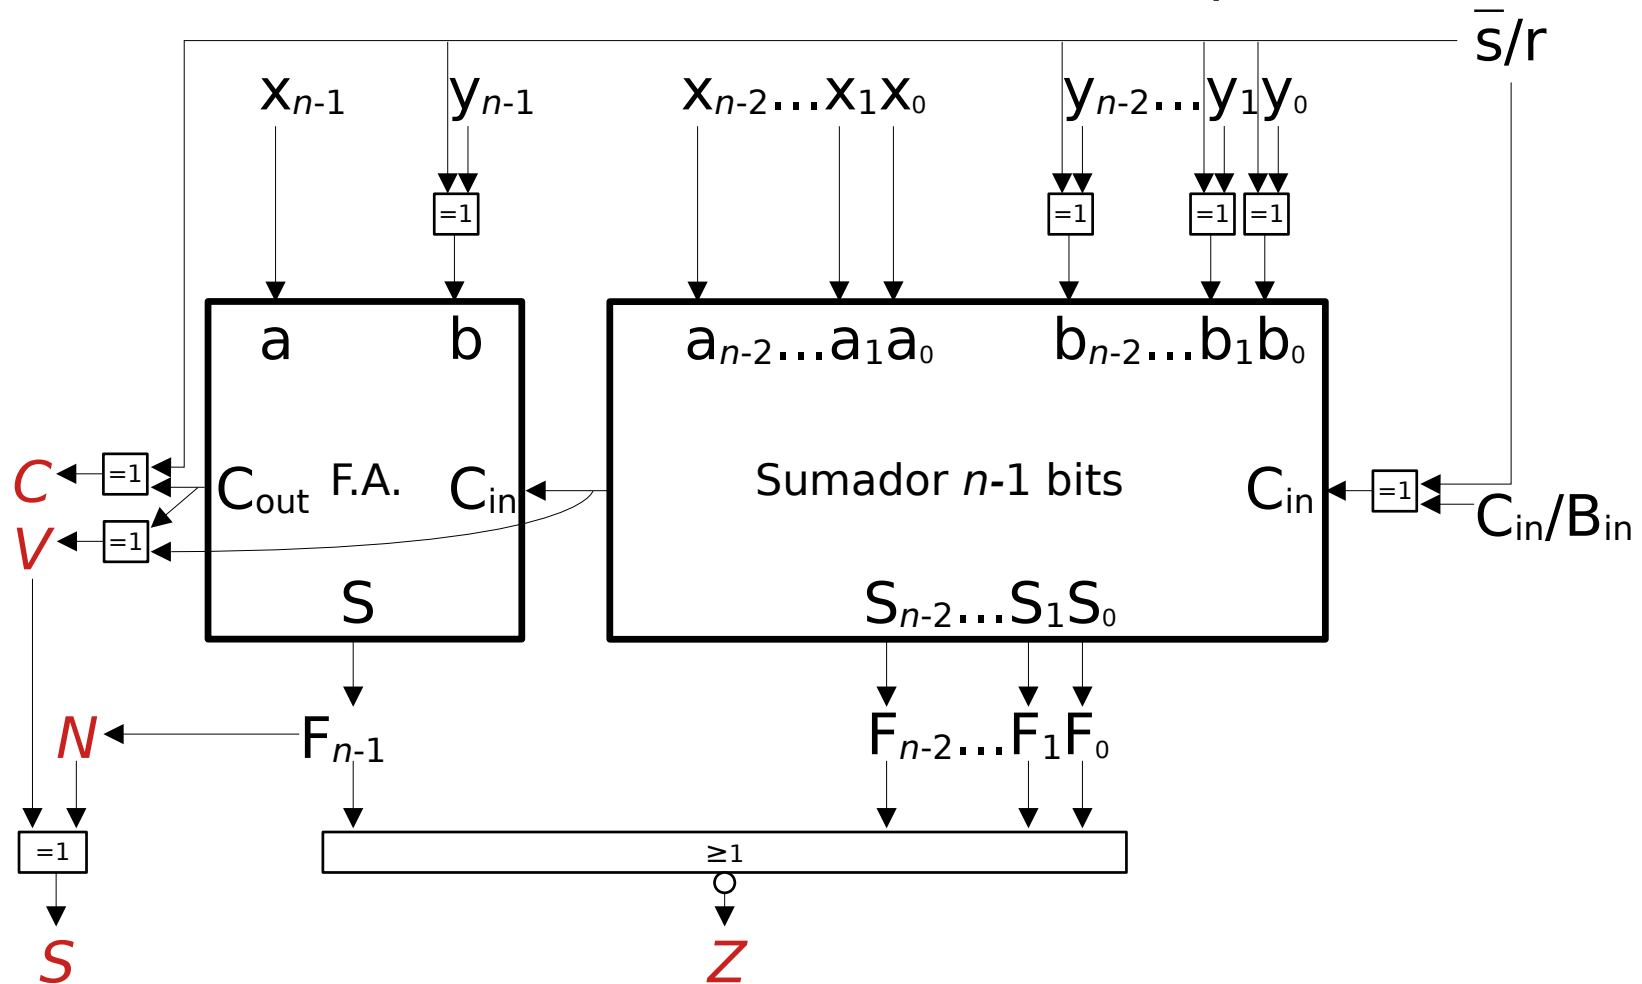 s̅/r
xn-1 yn-1 xn-2...x1x0 yn-2...y1y0
=1 =1 =1 =1
a b an-2...a1a0 bn-2...b1b0
C =1 Cout F.A. Cin Sumador n-1 bits Cin =1 Cin/Bin
V =1
S Sn-2...S1S0
N Fn-1 Fn-2...F1F0
=1 ≥1
S Z